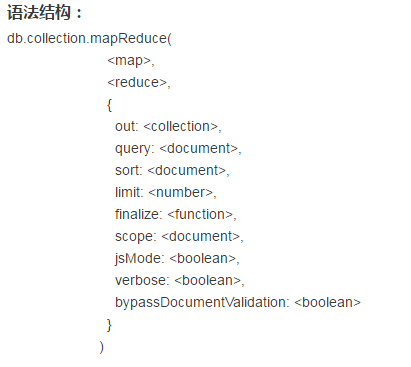 语法结构：
db.collection.mapReduce(
<map>,
<reduce>,
{
out: <collection>,
query: <document>,
sort: <document>,
limit: <number>,
finalize: <function>,
scope: <document>,
jsMode: <boolean>,
verbose: <boolean>,
bypassDocumentValidation: <boolean>
}
)